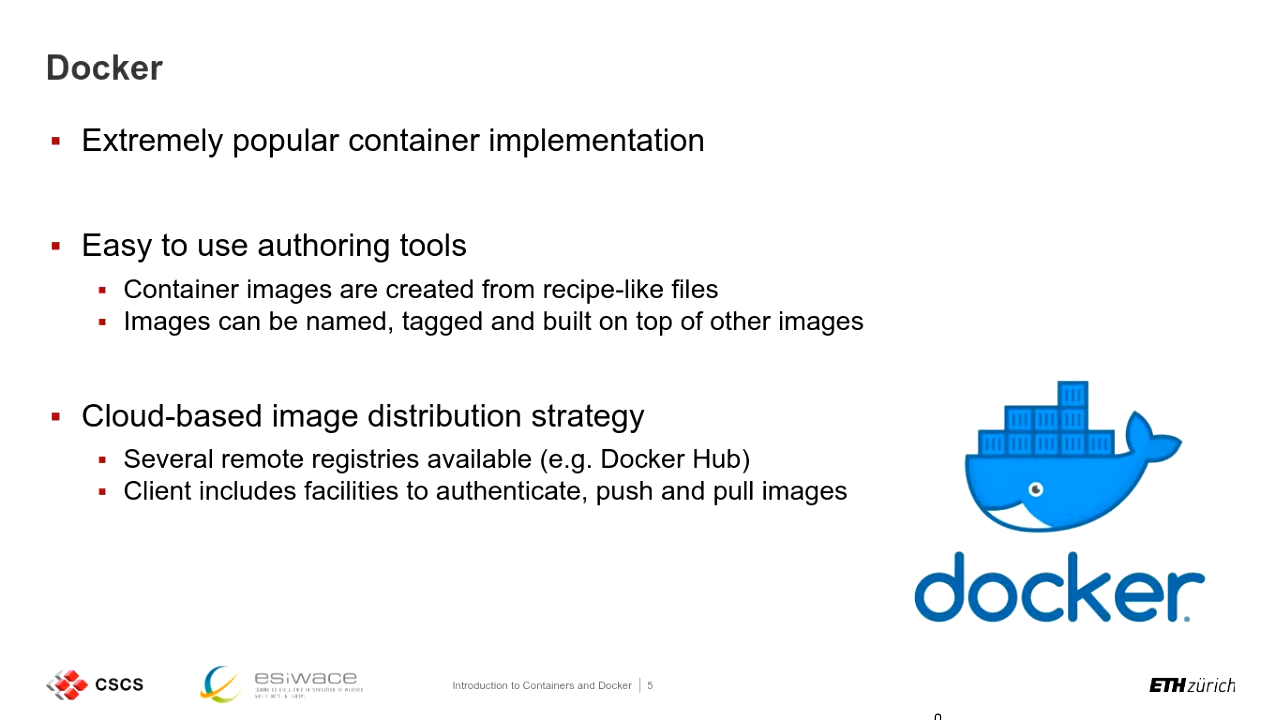 Docker
▪ Extremely popular container implementation
▪ Easy to use authoring tools
▪ Container images are created from recipe-like files
▪ Images can be named, tagged and built on top of other images
▪ Cloud-based image distribution strategy
▪ Several remote registries available (e.g. Docker Hub)
▪ Client includes facilities to authenticate, push and pull images
docker
CSCS
esiwace
Introduction to Containers and Docker | 5
ETH zürich